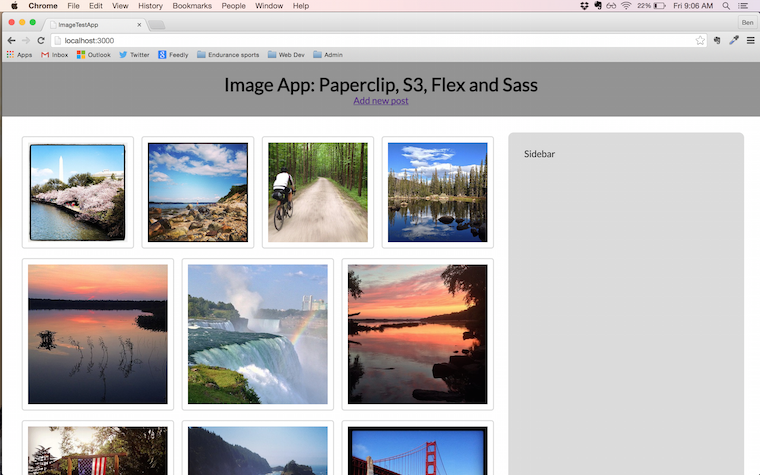 Chrome File Edit View History Bookmarks People Window Help 22% Fri 9:06 AM
ImageTestApp Ben
localhost:3000
Apps Inbox Outlook Twitter Feedly Endurance sports Web Dev Admin
Image App: Paperclip, S3, Flex and Sass
Add new post
Sidebar